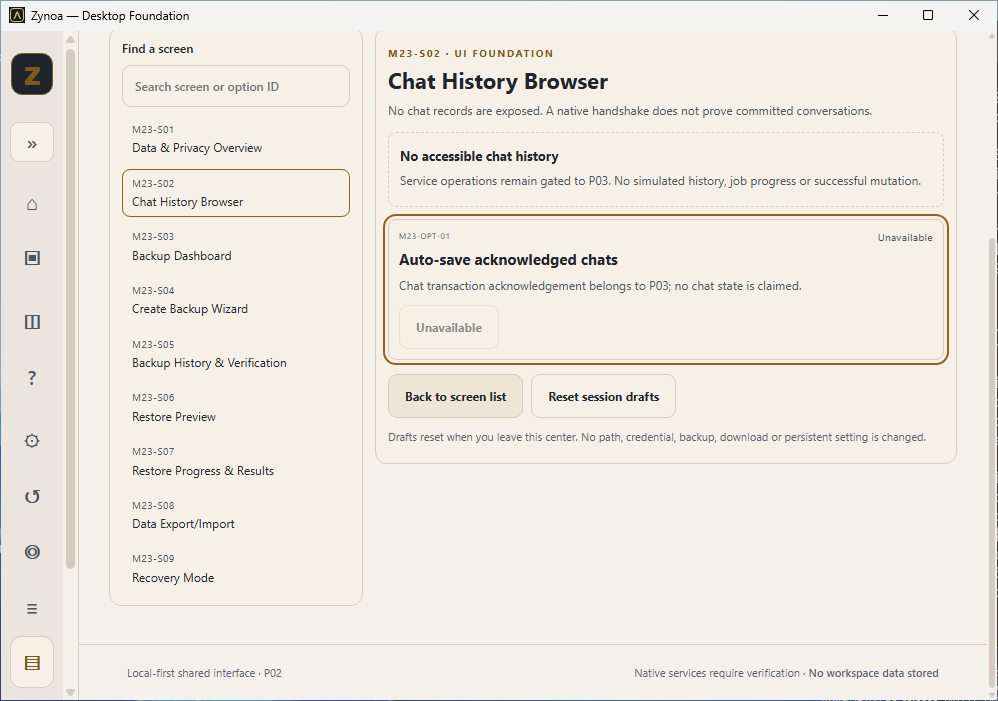 Zynoa — Desktop Foundation
Z
»
?
Find a screen
Search screen or option ID
M23-S01
Data & Privacy Overview
M23-S02
Chat History Browser
M23-S03
Backup Dashboard
M23-S04
Create Backup Wizard
M23-S05
Backup History & Verification
M23-S06
Restore Preview
M23-S07
Restore Progress & Results
M23-S08
Data Export/Import
M23-S09
Recovery Mode
M23-S02 · UI FOUNDATION
Chat History Browser
No chat records are exposed. A native handshake does not prove committed conversations.
No accessible chat history
Service operations remain gated to P03. No simulated history, job progress or successful mutation.
M23-OPT-01
Unavailable
Auto-save acknowledged chats
Chat transaction acknowledgement belongs to P03; no chat state is claimed.
Unavailable
Back to screen list
Reset session drafts
Drafts reset when you leave this center. No path, credential, backup, download or persistent setting is changed.
Local-first shared interface · P02
Native services require verification · No workspace data stored